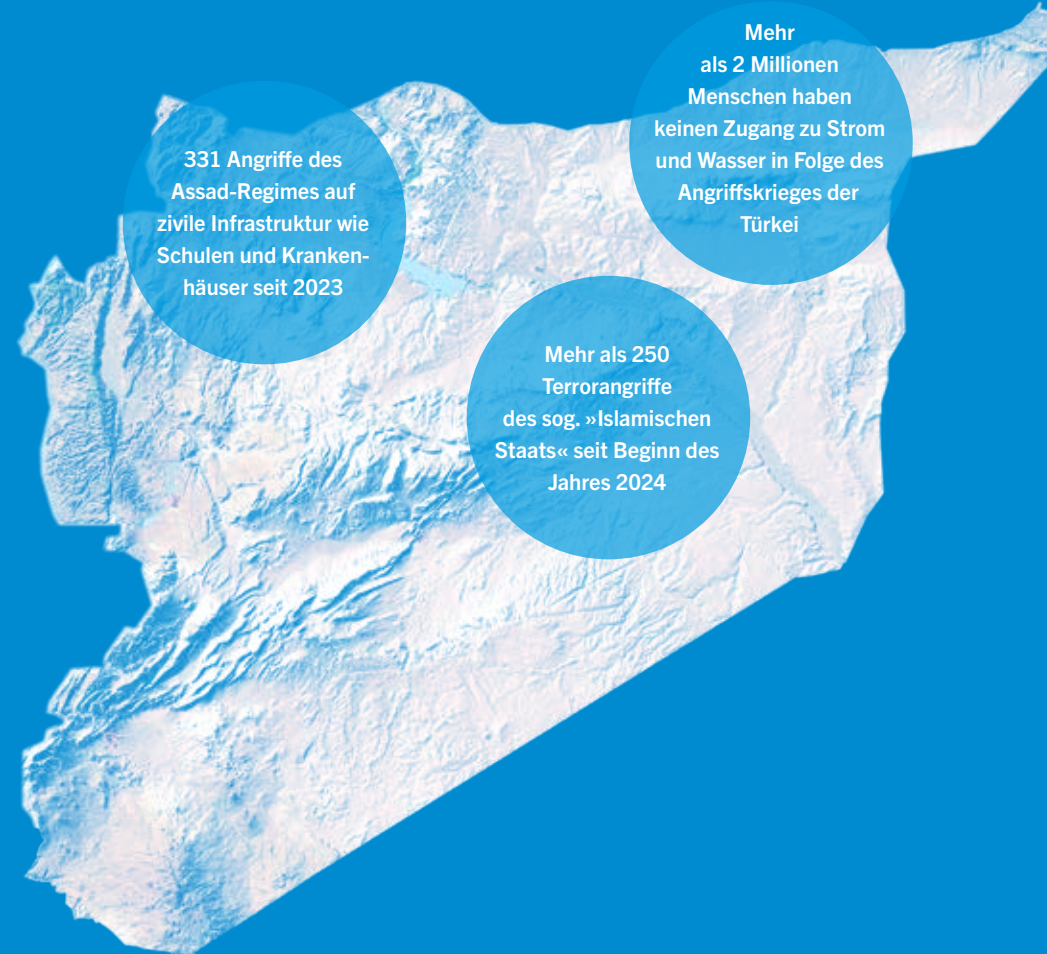 331 Angriffe des
Assad-Regimes auf
zivile Infrastruktur wie
Schulen und Kranken-
häuser seit 2023
Mehr
als 2 Millionen
Menschen haben
keinen Zugang zu Strom
und Wasser in Folge des
Angriffskrieges der
Türkei
Mehr als 250
Terrorangriffe
des sog. »Islamischen
Staats« seit Beginn des
Jahres 2024